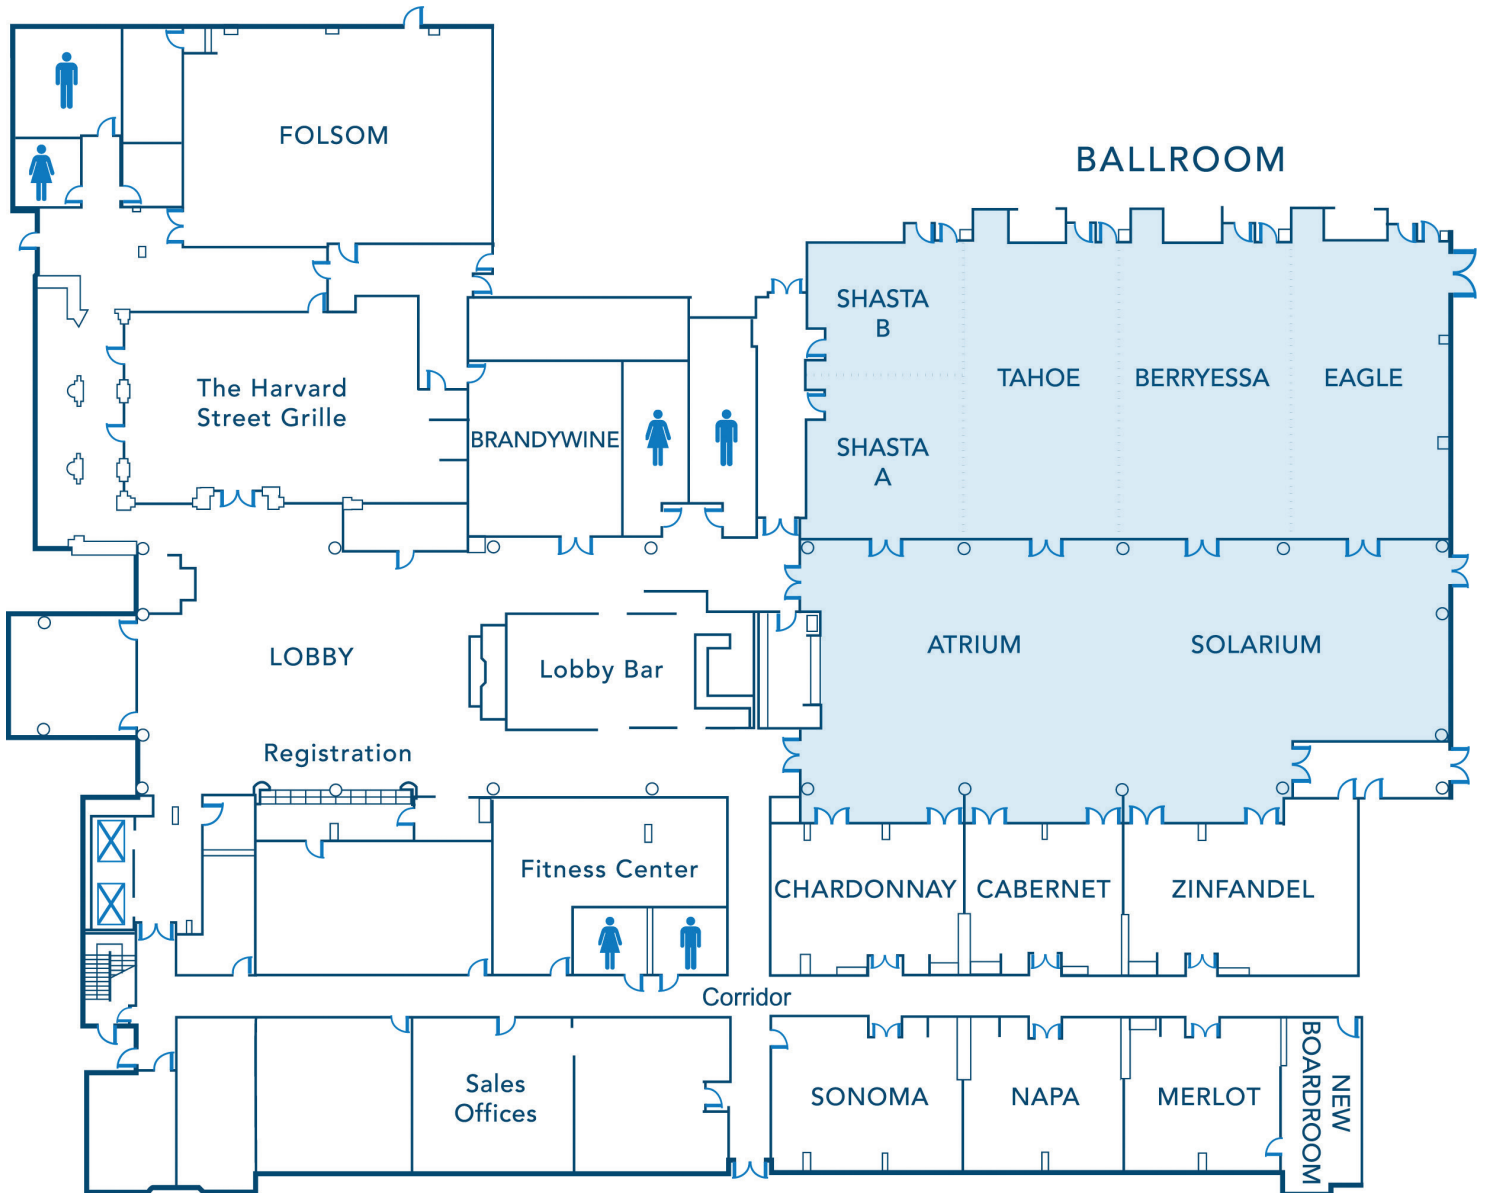 FOLSOM
BALLROOM
SHASTA
B
The Harvard
Street Grille
TAHOE
BERRYESSA
EAGLE
BRANDYWINE
SHASTA
A
LOBBY
Lobby Bar
ATRIUM
SOLARIUM
Registration
Fitness Center
CHARDONNAY
CABERNET
ZINFANDEL
Corridor
Sales
Offices
SONOMA
NAPA
MERLOT
NEW
BOARDROOM